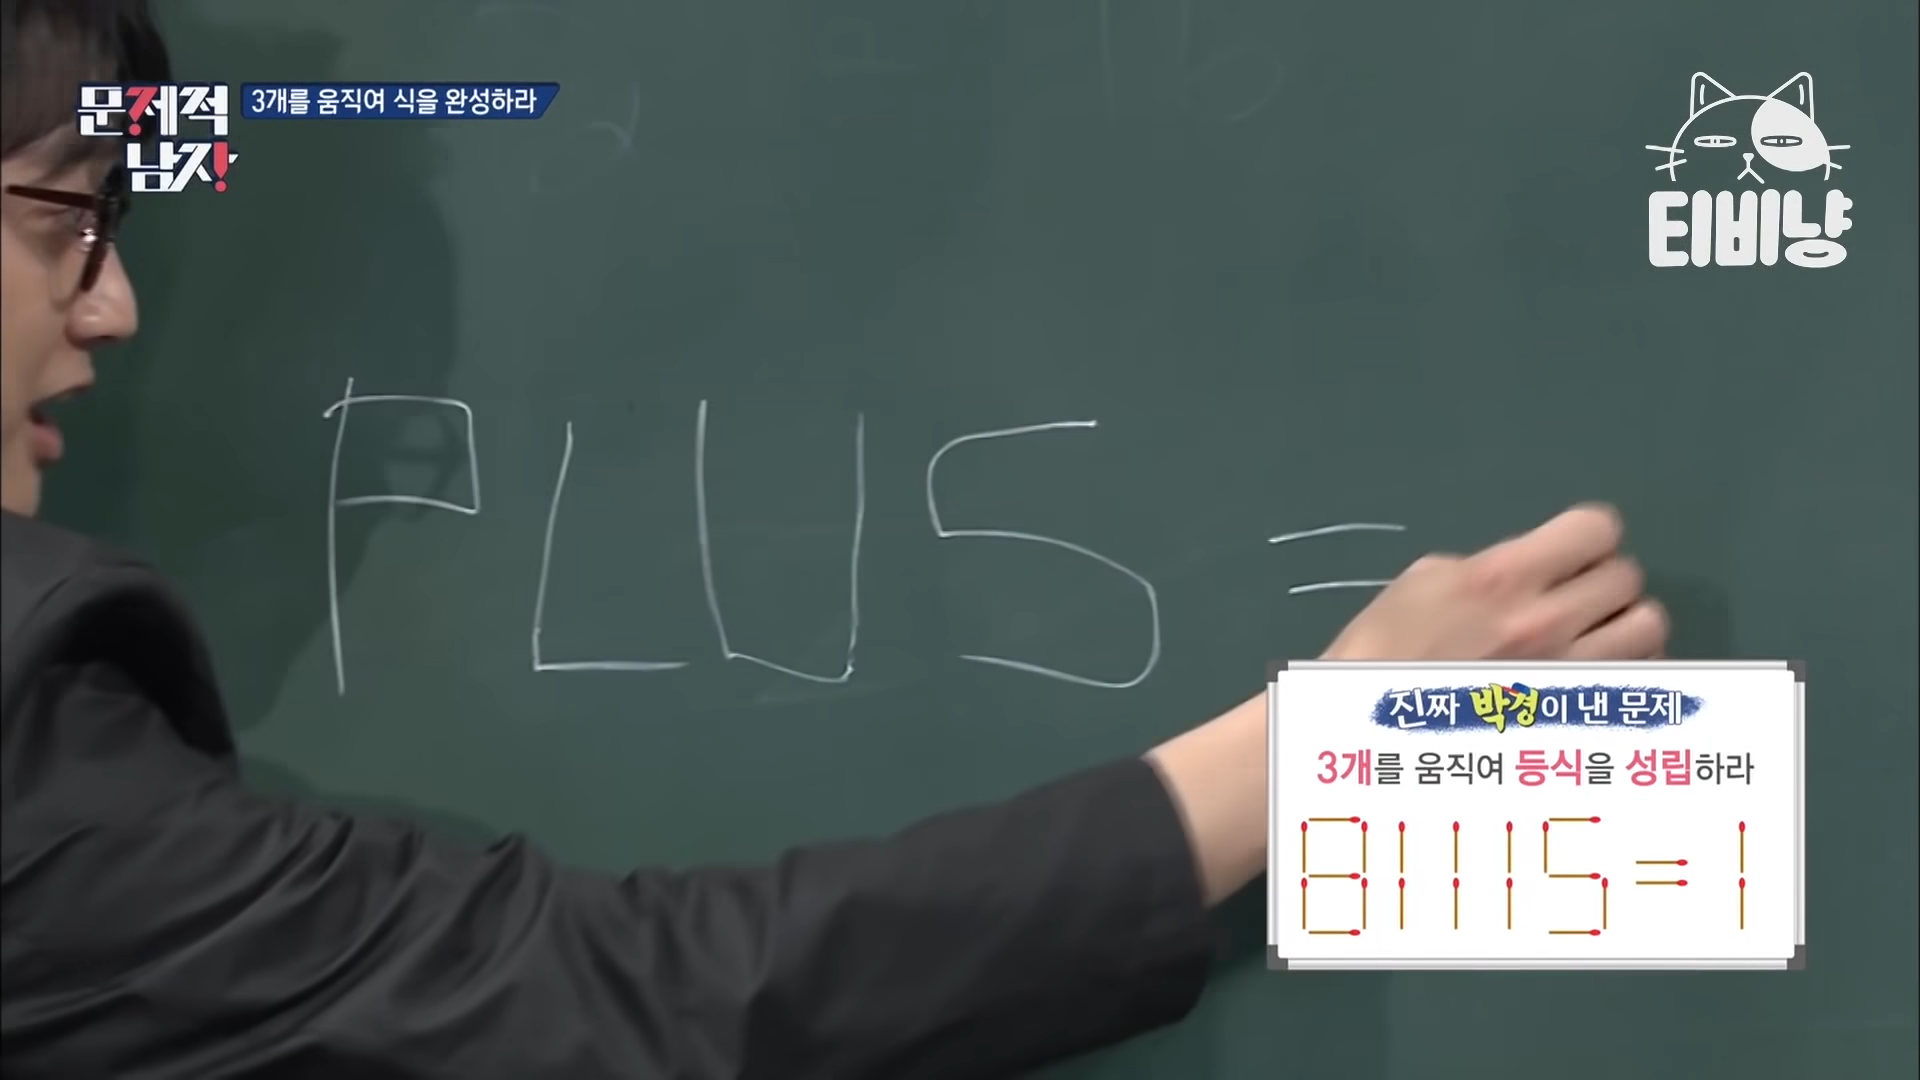 문제적
남자
3개를 움직여 식을 완성하라
티비냥
PLUS =
진짜 박경이 낸 문제
3개를 움직여 등식을 성립하라
81115=1